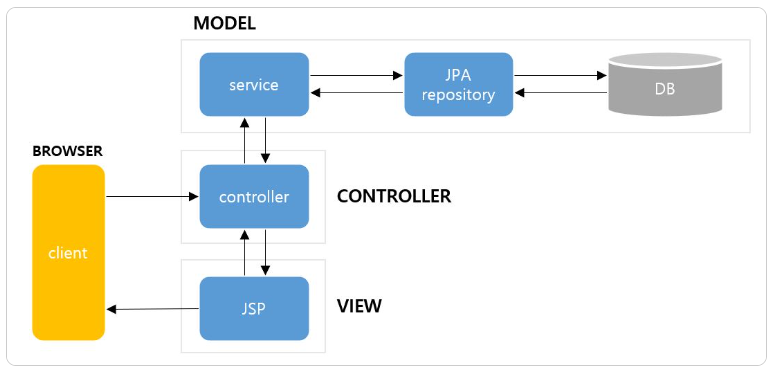 MODEL
service
JPA
repository
DB
BROWSER
client
controller
CONTROLLER
JSP
VIEW